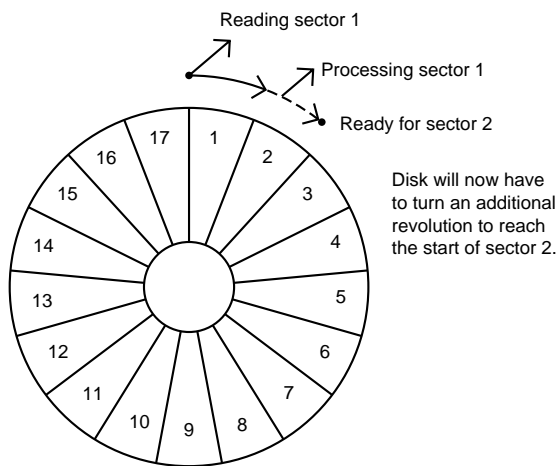 Reading sector 1
Processing sector 1
Ready for sector 2
Disk will now have
to turn an additional
revolution to reach
the start of sector 2.
1
2
3
4
5
6
7
8
9
10
11
12
13
14
15
16
17